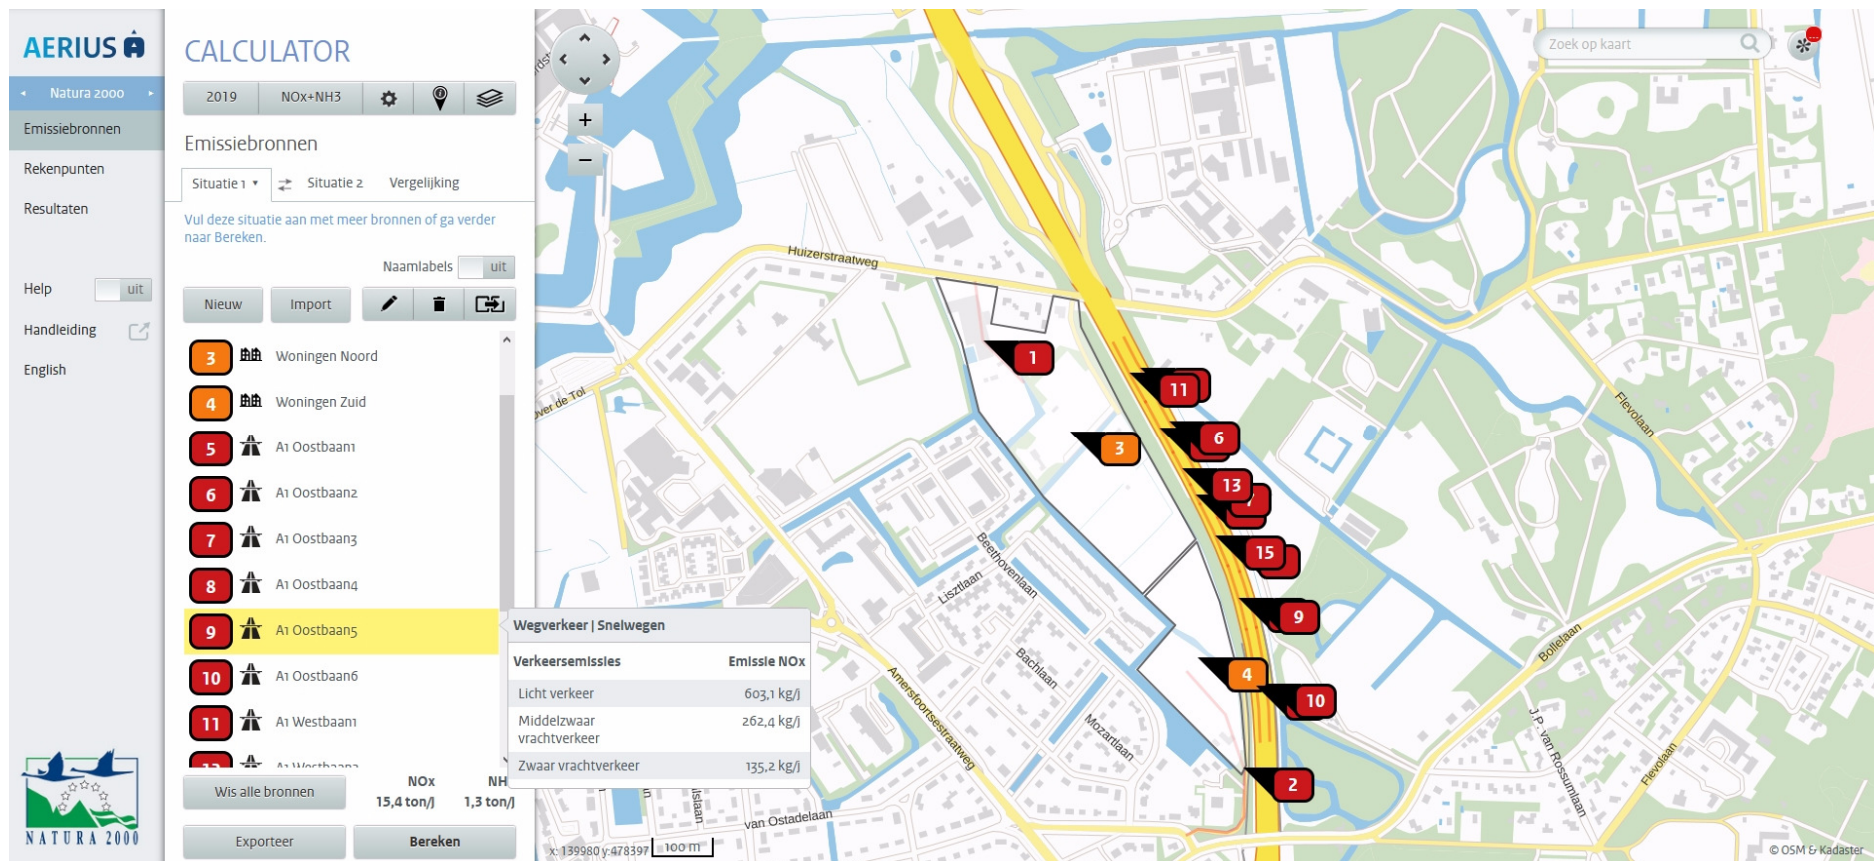 AERIUS
Natura 2000
Emissiebronnen
Rekenpunten
Resultaten
Help
uit
Handleiding
English
NATURA 2000
CALCULATOR
2019
NOx+NH3
Emissiebronnen
Situatie 1
Situatie 2
Vergelijking
Vul deze situatie aan met meer bronnen of ga verder
naar Bereken.
Naamlabels
uit
Nieuw
Import
3 Woningen Noord
4 Woningen Zuid
5 A1 Oostbaan1
6 A1 Oostbaan2
7 A1 Oostbaan3
8 A1 Oostbaan4
9 A1 Oostbaan5
10 A1 Oostbaan6
11 A1 Westbaan1
Wis alle bronnen
NOx
15,4 ton/j
NH
1,3 ton/j
Exporteer
Bereken
Wegverkeer | Snelwegen
Verkeersemissies Emissie NOx
Licht verkeer 603,1 kg/j
Middelzwaar
vrachtverkeer 262,4 kg/j
Zwaar vrachtverkeer 135,2 kg/j
Zoek op kaart
Huizerstraatweg
over de Tol
Flevolaan
Beethovenlaan
Lisztlaan
Bachlaan
Mozartlaan
Amersfoortsestraatweg
van Ostadelaan
Bollelaan
J.P. van Rossumlaan
Flevolaan
1
11
6
3
13
7
15
9
4
10
2
x: 139980 y:478397
100 m
© OSM & Kadaster